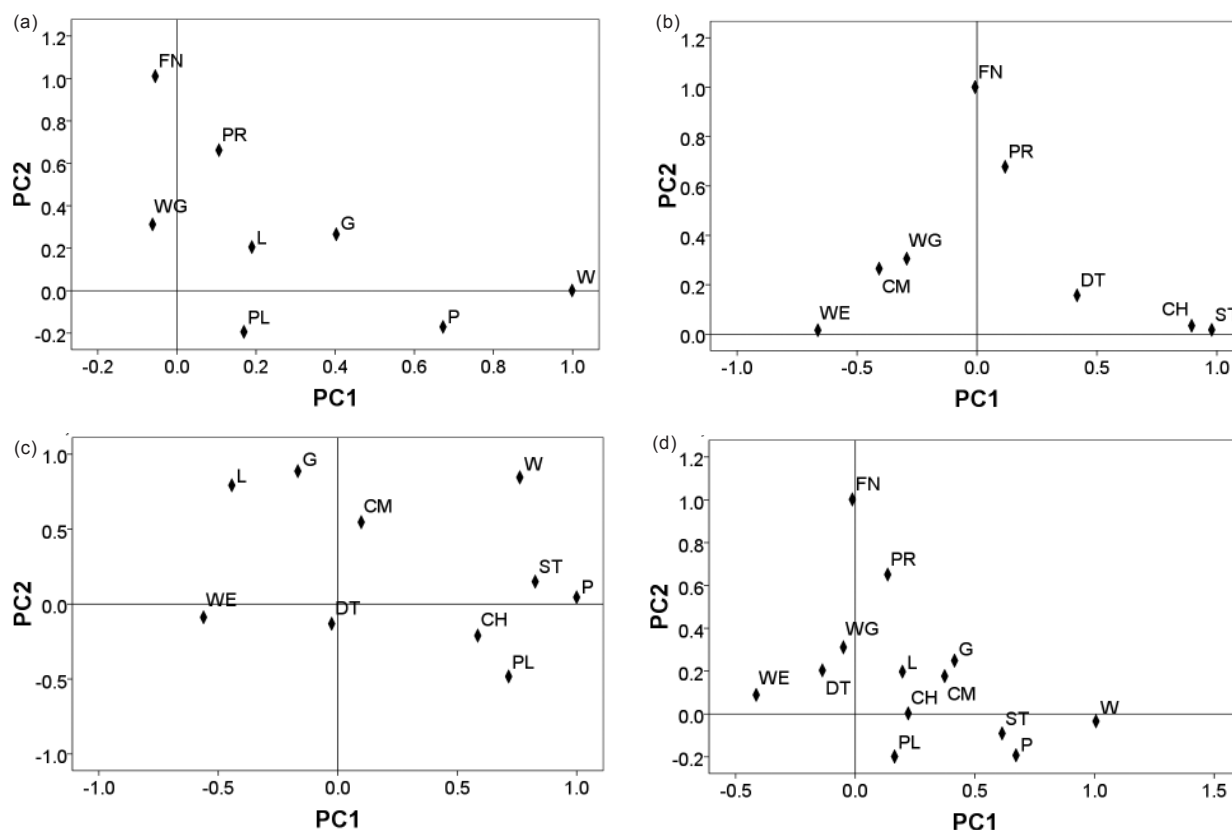 (a)
PC2
1.2
1.0
0.8
0.6
0.4
0.2
0.0
-0.2
FN
PR
WG
L
G
W
PL
P
-0.2 0.0 0.2 0.4 0.6 0.8 1.0
PC1
(b)
PC2
1.2
1.0
0.8
0.6
0.4
0.2
0.0
FN
PR
WG
CM
DT
WE
CH
ST
-1.0 -0.5 0.0 0.5 1.0
PC1
(c)
PC2
1.0
0.5
0.0
-0.5
-1.0
L
G
W
CM
ST
P
WE
DT
CH
PL
-1.0 -0.5 0.0 0.5 1.0
PC1
(d)
PC2
1.2
1.0
0.8
0.6
0.4
0.2
0.0
-0.2
FN
PR
WG
G
L
WE
DT
CH
CM
ST
W
PL
P
-0.5 0.0 0.5 1.0 1.5
PC1